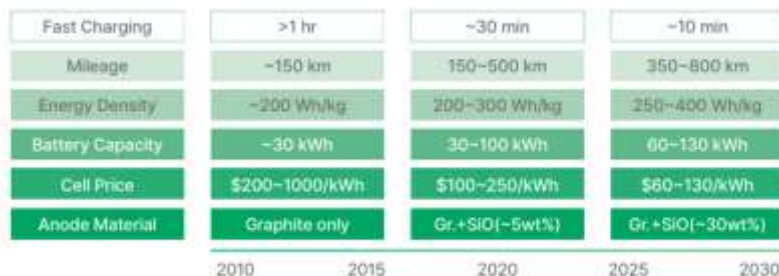 Fast Charging >1 hr ~30 min ~10 min
Mileage ~150 km 150~500 km 350~800 km
Energy Density ~200 Wh/kg 200~300 Wh/kg 250~400 Wh/kg
Battery Capacity ~30 kWh 30~100 kWh 60~130 kWh
Cell Price $200~1000/kWh $100~250/kWh $60~130/kWh
Anode Material Graphite only Gr.+SiO(~5wt%) Gr.+SiO(~30wt%)
2010 2015 2020 2025 2030